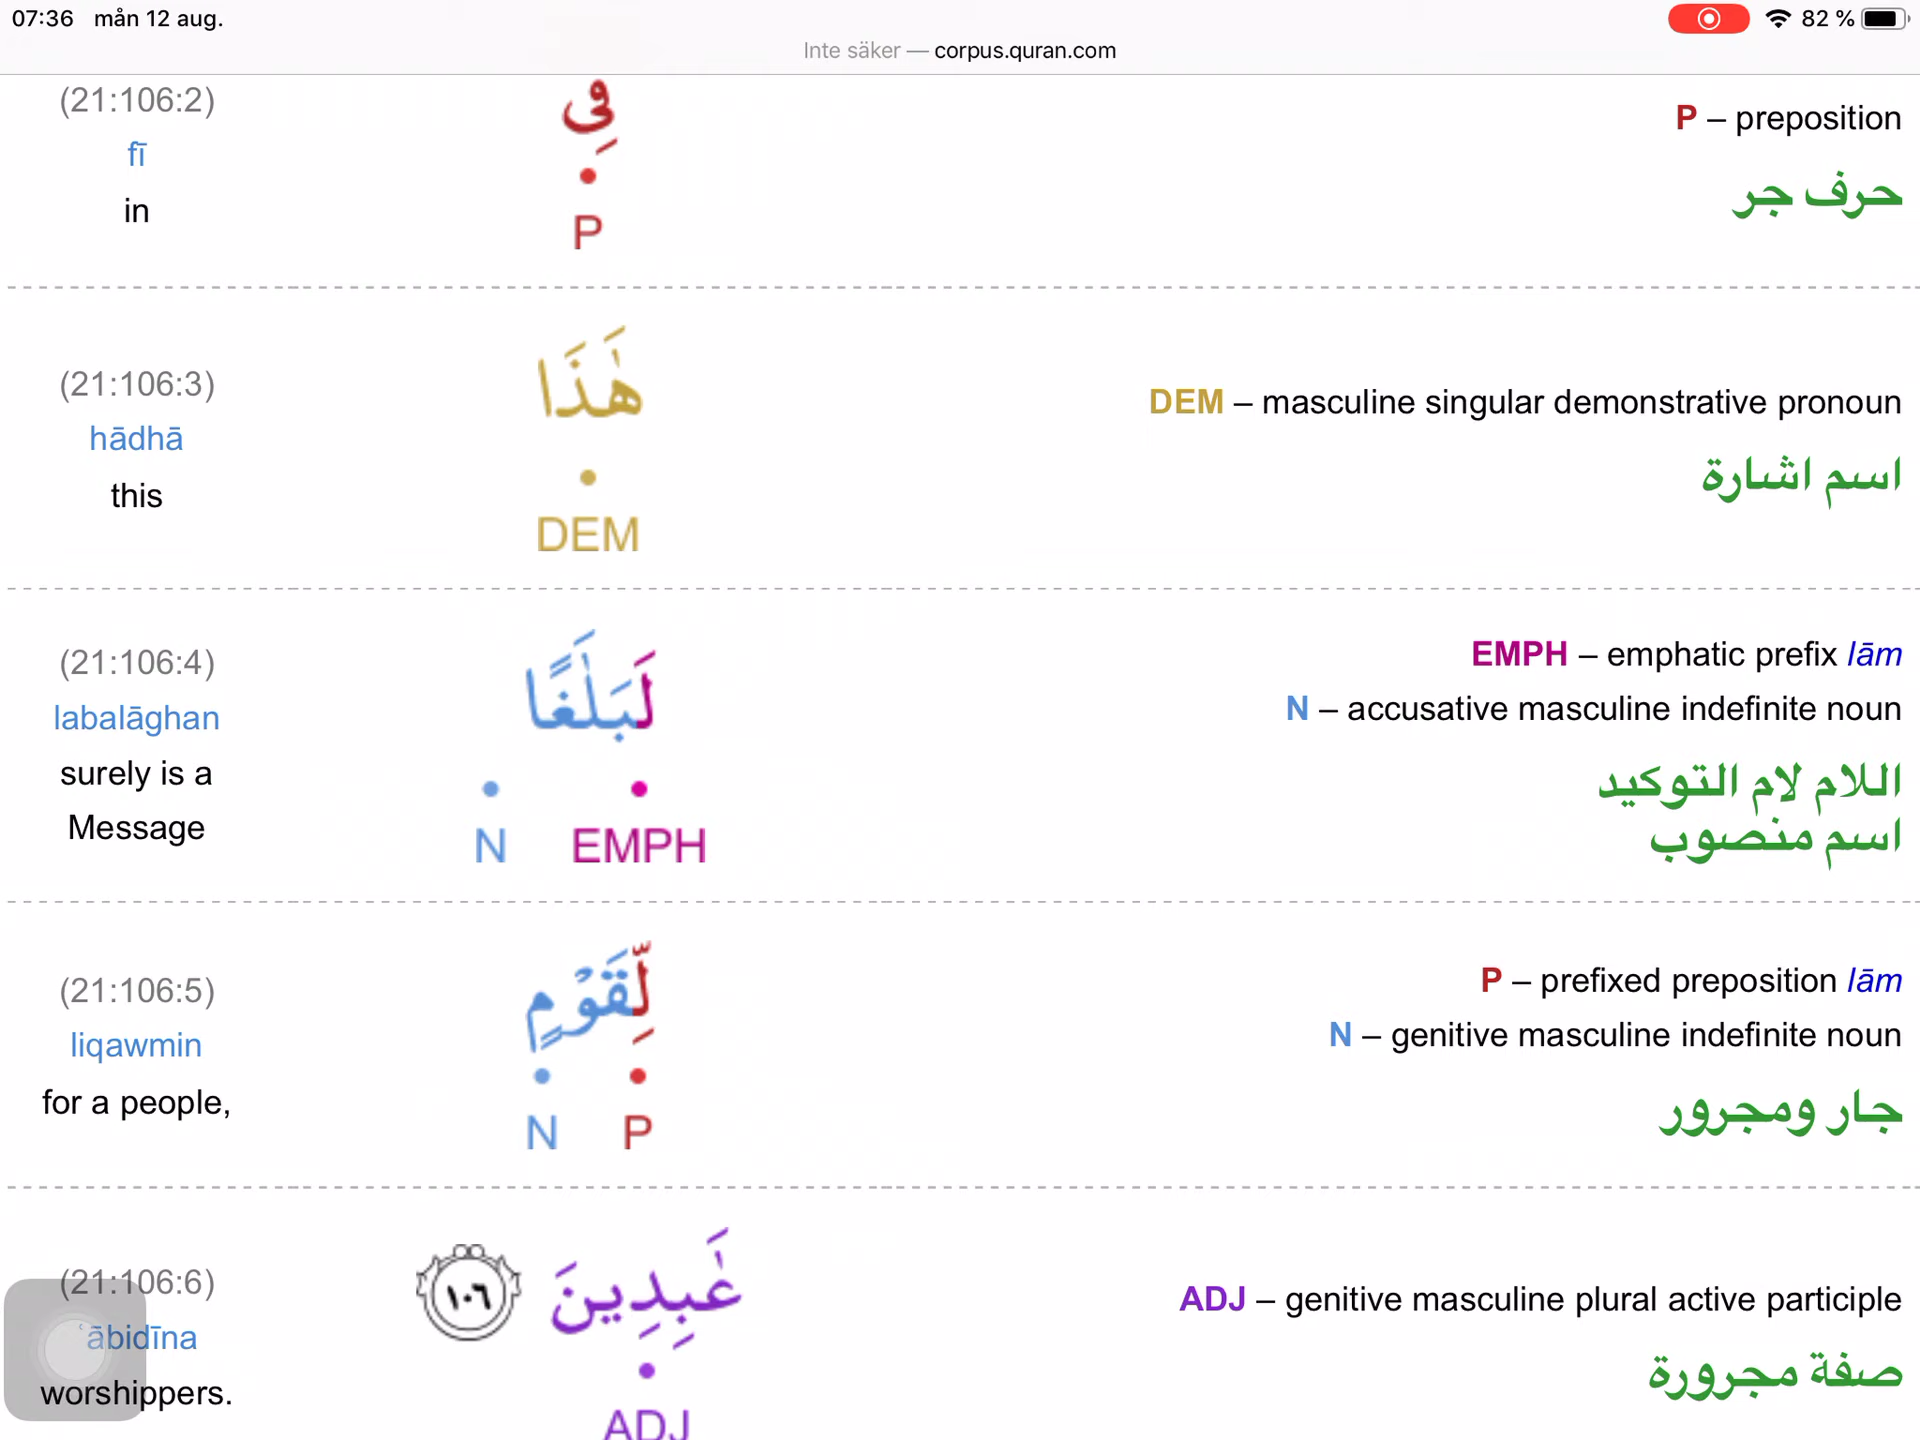 07:36 mån 12 aug.
82 %
Inte säker — corpus.quran.com
(21:106:2)
fī
in
فِى
P
P – preposition
حرف جر
(21:106:3)
hādhā
this
هَٰذَا
DEM
DEM – masculine singular demonstrative pronoun
اسم اشارة
(21:106:4)
labalāghan
surely is a
Message
لَبَلَٰغًا
N EMPH
EMPH – emphatic prefix lām
N – accusative masculine indefinite noun
اللام لام التوكيد
اسم منصوب
(21:106:5)
liqawmin
for a people,
لِّقَوْمٍ
N P
P – prefixed preposition lām
N – genitive masculine indefinite noun
جار ومجرور
(21:106:6)
ʿābidīna
worshippers.
عَٰبِدِينَ ١٠٦
ADJ
ADJ – genitive masculine plural active participle
صفة مجرورة